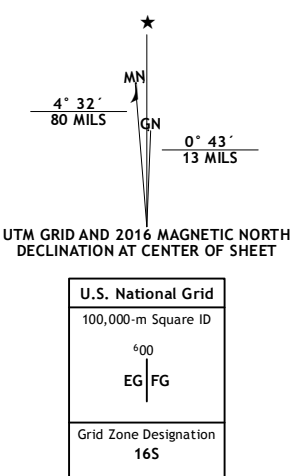 ★
MN
4° 32´
80 MILS
GN
0° 43´
13 MILS
UTM GRID AND 2016 MAGNETIC NORTH
DECLINATION AT CENTER OF SHEET
U.S. National Grid
100,000-m Square ID
⁶00
EG FG
Grid Zone Designation
16S